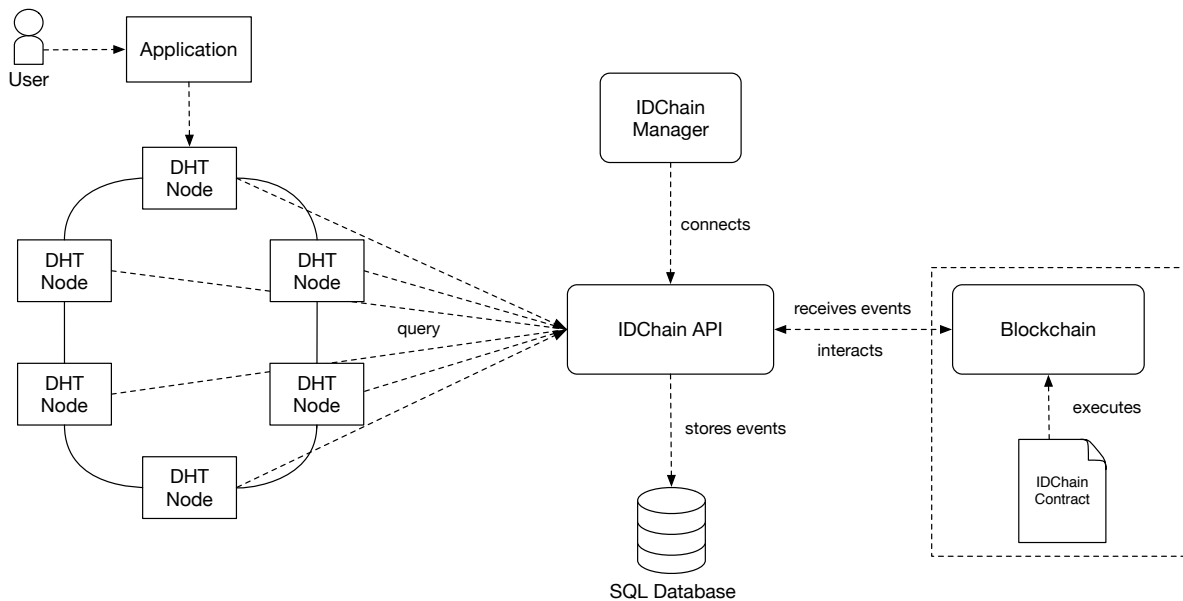 User
Application
DHT
Node
DHT
Node
DHT
Node
DHT
Node
DHT
Node
DHT
Node
query
IDChain
Manager
connects
IDChain API
stores events
SQL Database
receives events
interacts
Blockchain
executes
IDChain
Contract